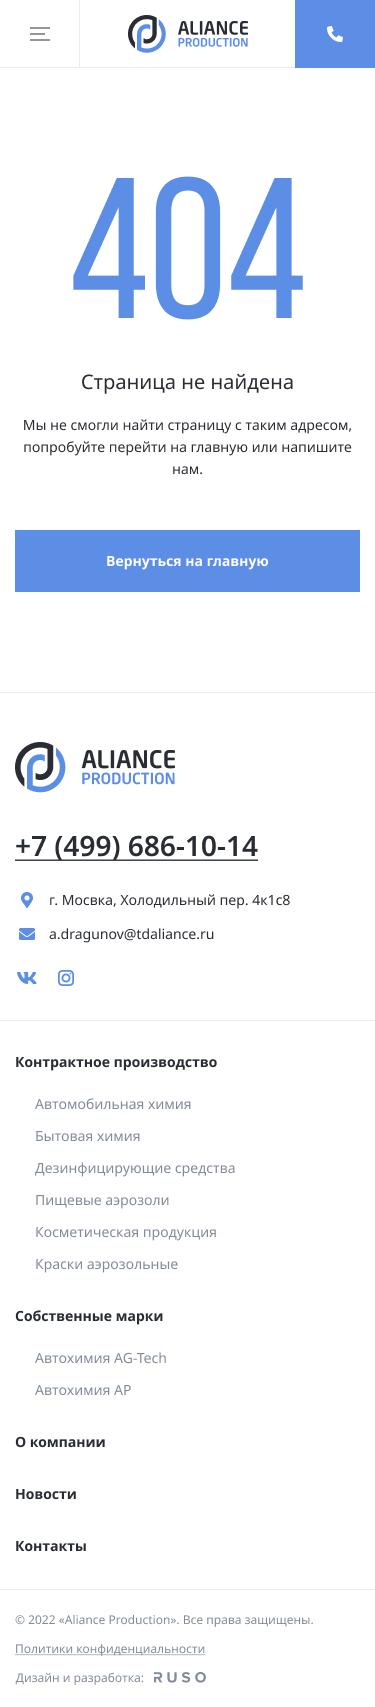 ALIANCE
PRODUCTION
404
Страница не найдена
Мы не смогли найти страницу с таким адресом,
попробуйте перейти на главную или напишите
нам.
Вернуться на главную
ALIANCE
PRODUCTION
+7 (499) 686-10-14
г. Мосвка, Холодильный пер. 4к1с8
a.dragunov@tdaliance.ru
Контрактное производство
Автомобильная химия
Бытовая химия
Дезинфицирующие средства
Пищевые аэрозоли
Косметическая продукция
Краски аэрозольные
Собственные марки
Автохимия AG-Tech
Автохимия AP
О компании
Новости
Контакты
© 2022 «Aliance Production». Все права защищены.
Политики конфиденциальности
Дизайн и разработка: RUSO